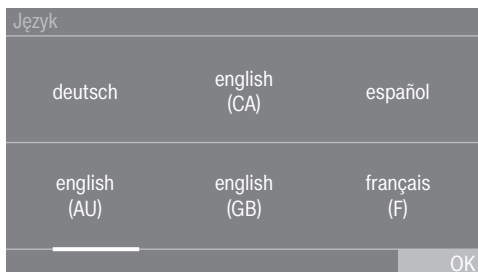 Język
deutsch
english
(CA)
español
english
(AU)
english
(GB)
français
(F)
OK